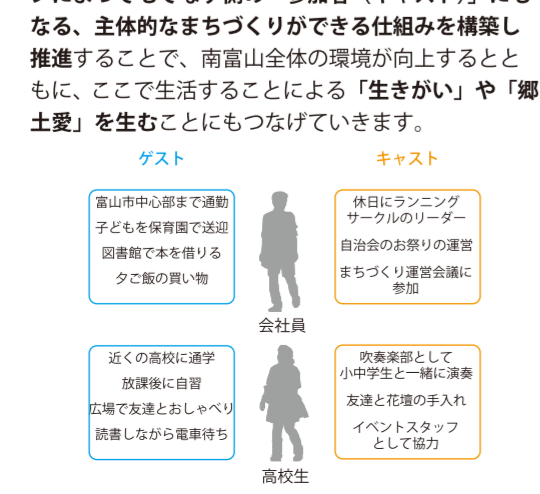 なる、主体的なまちづくりができる仕組みを構築し
推進することで、南富山全体の環境が向上するとと
もに、ここで生活することによる「生きがい」や「郷
土愛」を生むことにもつなげていきます。
ゲスト
キャスト
富山市中心部まで通勤
子どもを保育園で送迎
図書館で本を借りる
夕ご飯の買い物
休日にランニング
サークルのリーダー
自治会のお祭りの運営
まちづくり運営会議に
参加
会社員
近くの高校に通学
放課後に自習
広場で友達とおしゃべり
読書しながら電車待ち
吹奏楽部として
小中学生と一緒に演奏
友達と花壇の手入れ
イベントスタッフ
として協力
高校生